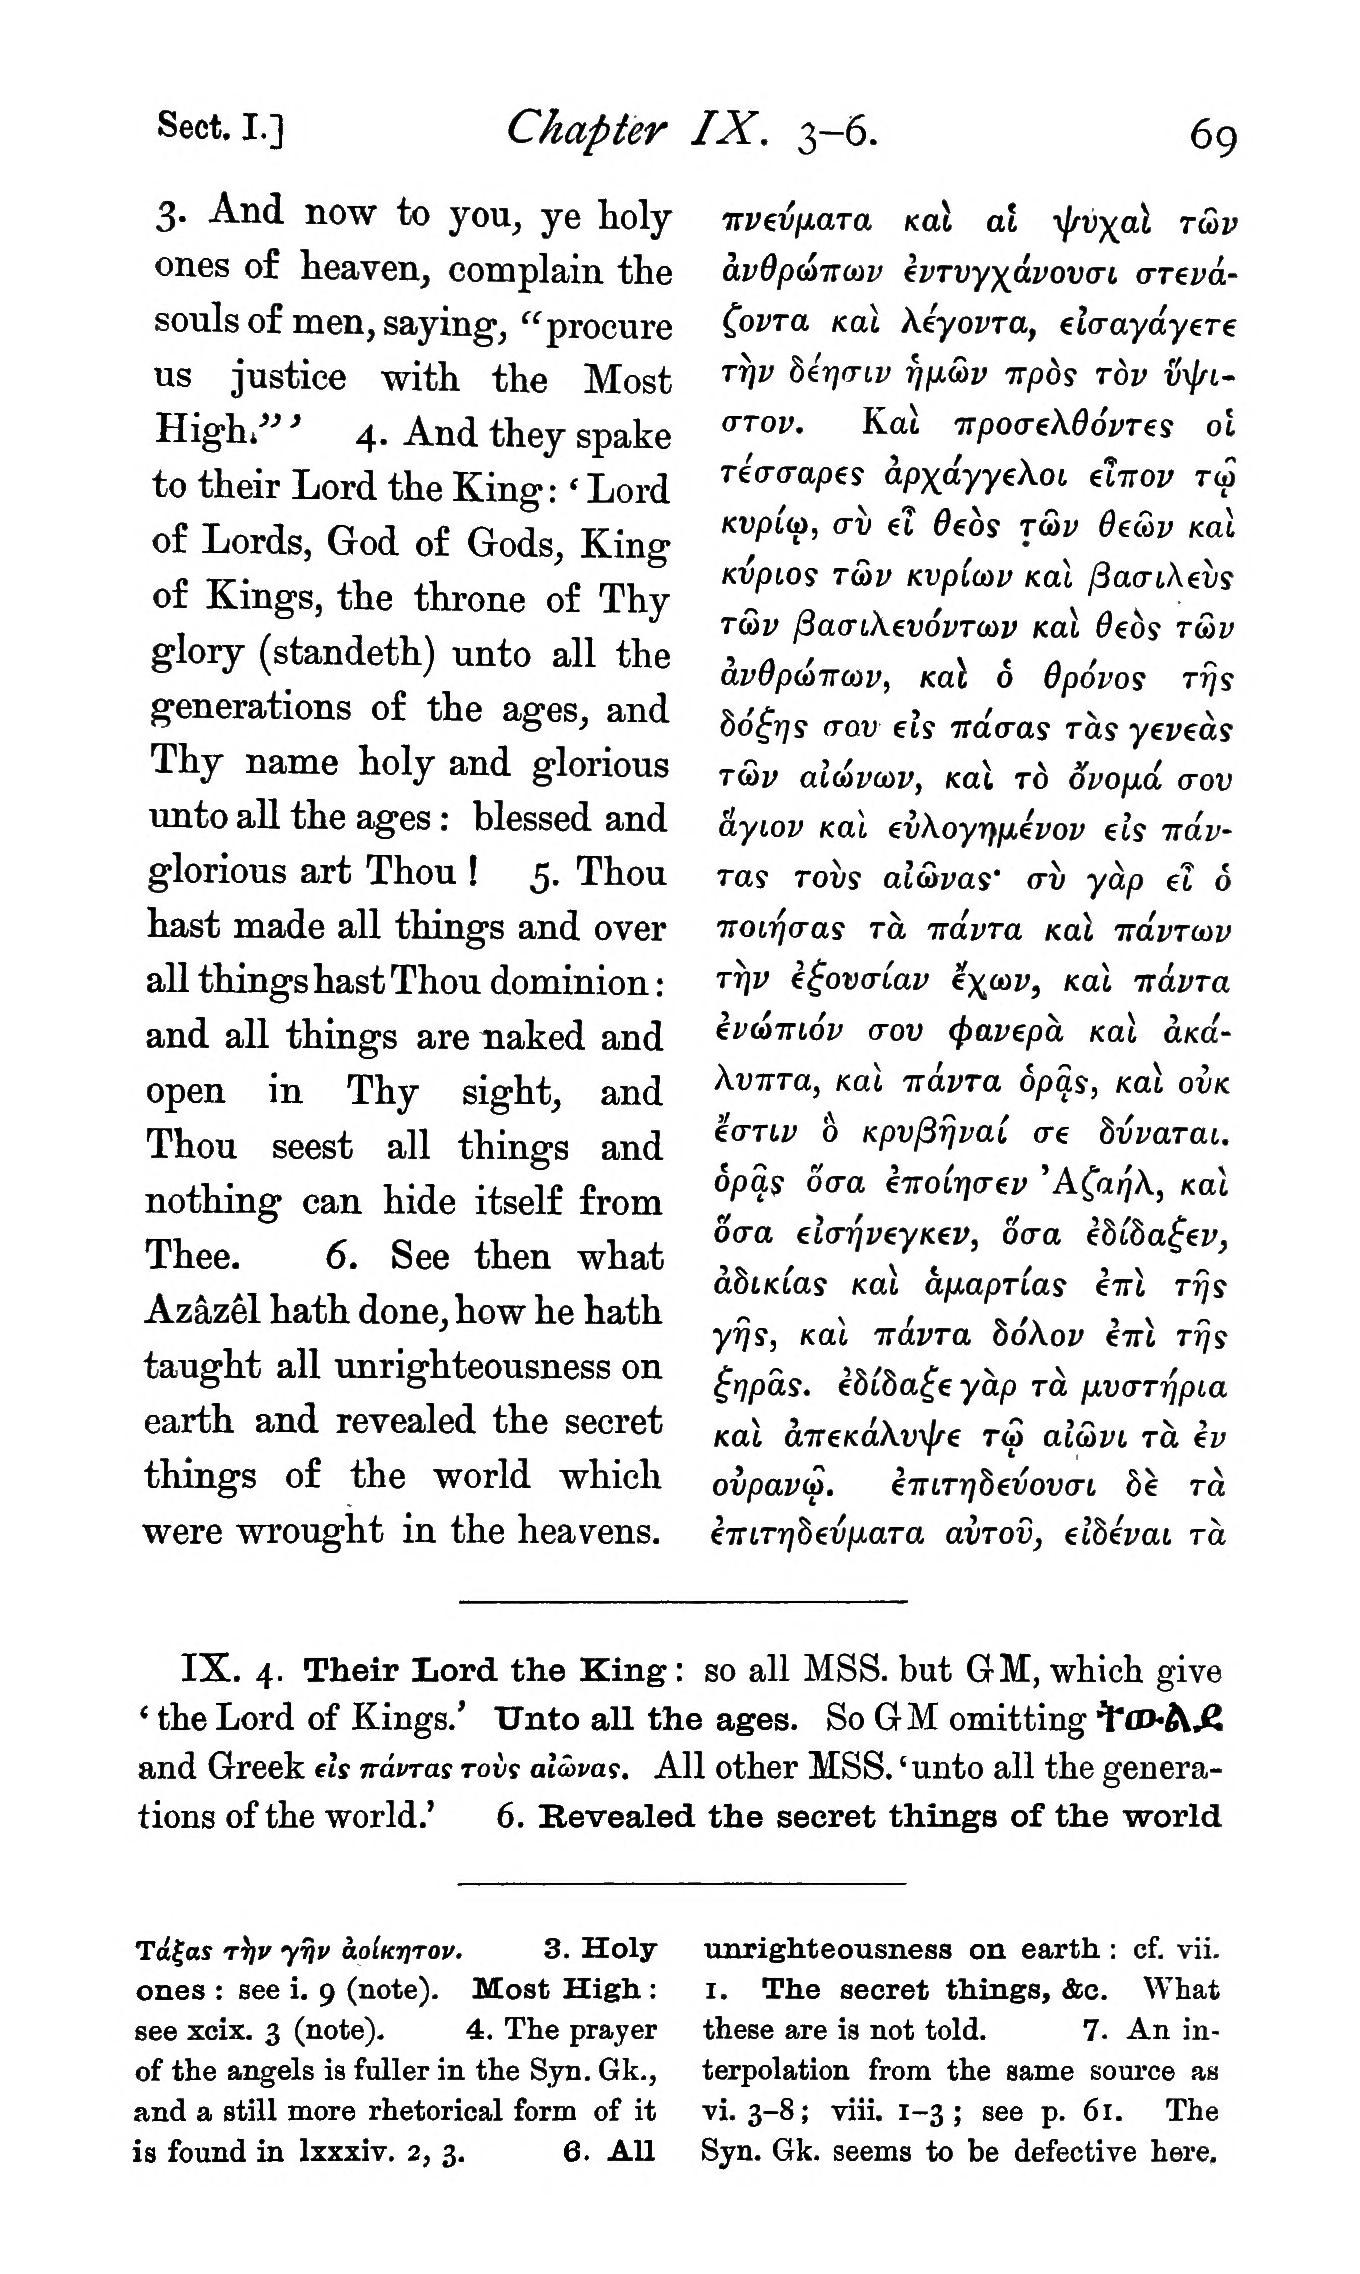 Sect. I.] Chapter IX. 3–6. 69
3. And now to you, ye holy
ones of heaven, complain the
souls of men, saying, “procure
us justice with the Most
High.”’ 4. And they spake
to their Lord the King: ‘Lord
of Lords, God of Gods, King
of Kings, the throne of Thy
glory (standeth) unto all the
generations of the ages, and
Thy name holy and glorious
unto all the ages: blessed and
glorious art Thou! 5. Thou
hast made all things and over
all things hast Thou dominion:
and all things are naked and
open in Thy sight, and
Thou seest all things and
nothing can hide itself from
Thee. 6. See then what
Azâzêl hath done, how he hath
taught all unrighteousness on
earth and revealed the secret
things of the world which
were wrought in the heavens.
πνεύματα καὶ αἱ ψυχαὶ τῶν
ἀνθρώπων ἐντυγχάνουσι στενά-
ζοντα καὶ λέγοντα, εἰσαγάγετε
τὴν δέησιν ἡμῶν πρὸς τὸν ὕψι-
στον. Καὶ προσελθόντες οἱ
τέσσαρες ἀρχάγγελοι εἶπον τῷ
κυρίῳ, σὺ εἶ θεὸς τῶν θεῶν καὶ
κύριος τῶν κυρίων καὶ βασιλεὺς
τῶν βασιλευόντων καὶ θεὸς τῶν
ἀνθρώπων, καὶ ὁ θρόνος τῆς
δόξης σου εἰς πάσας τὰς γενεὰς
τῶν αἰώνων, καὶ τὸ ὄνομά σου
ἅγιον καὶ εὐλογημένον εἰς πάν-
τας τοὺς αἰῶνας· σὺ γὰρ εἶ ὁ
ποιήσας τὰ πάντα καὶ πάντων
τὴν ἐξουσίαν ἔχων, καὶ πάντα
ἐνώπιόν σου φανερὰ καὶ ἀκά-
λυπτα, καὶ πάντα ὁρᾷς, καὶ οὐκ
ἔστιν ὃ κρυβῆναί σε δύναται.
ὁρᾷς ὅσα ἐποίησεν Ἀζαήλ, καὶ
ὅσα εἰσήνεγκεν, ὅσα ἐδίδαξεν,
ἀδικίας καὶ ἁμαρτίας ἐπὶ τῆς
γῆς, καὶ πάντα δόλον ἐπὶ τῆς
ξηρᾶς. ἐδίδαξε γὰρ τὰ μυστήρια
καὶ ἀπεκάλυψε τῷ αἰῶνι τὰ ἐν
οὐρανῷ. ἐπιτηδεύουσι δὲ τὰ
ἐπιτηδεύματα αὐτοῦ, εἰδέναι τὰ
IX. 4. Their Lord the King: so all MSS. but G M, which give
‘the Lord of Kings.’ Unto all the ages. So G M omitting ትውልደ
and Greek εἰς πάντας τοὺς αἰῶνας. All other MSS. ‘unto all the genera-
tions of the world.’ 6. Revealed the secret things of the world
Τάξας τὴν γῆν ἀοίκητον. 3. Holy
ones: see i. 9 (note). Most High:
see xcix. 3 (note). 4. The prayer
of the angels is fuller in the Syn. Gk.,
and a still more rhetorical form of it
is found in lxxxiv. 2, 3. 6. All
unrighteousness on earth: cf. vii.
1. The secret things, &c. What
these are is not told. 7. An in-
terpolation from the same source as
vi. 3–8; viii. 1–3; see p. 61. The
Syn. Gk. seems to be defective here.